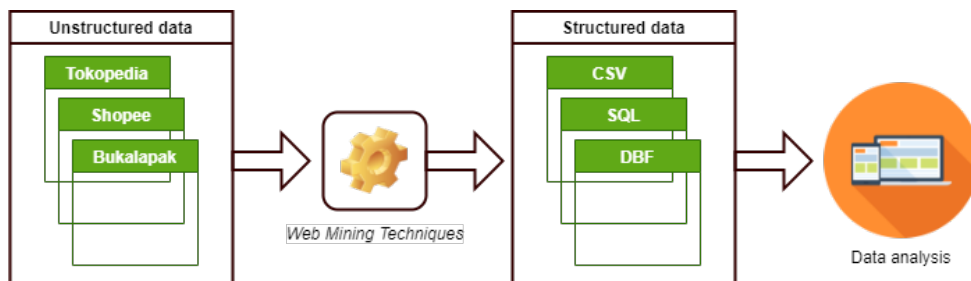 Unstructured data
Tokopedia
Shopee
Bukalapak
Web Mining Techniques
Structured data
CSV
SQL
DBF
Data analysis